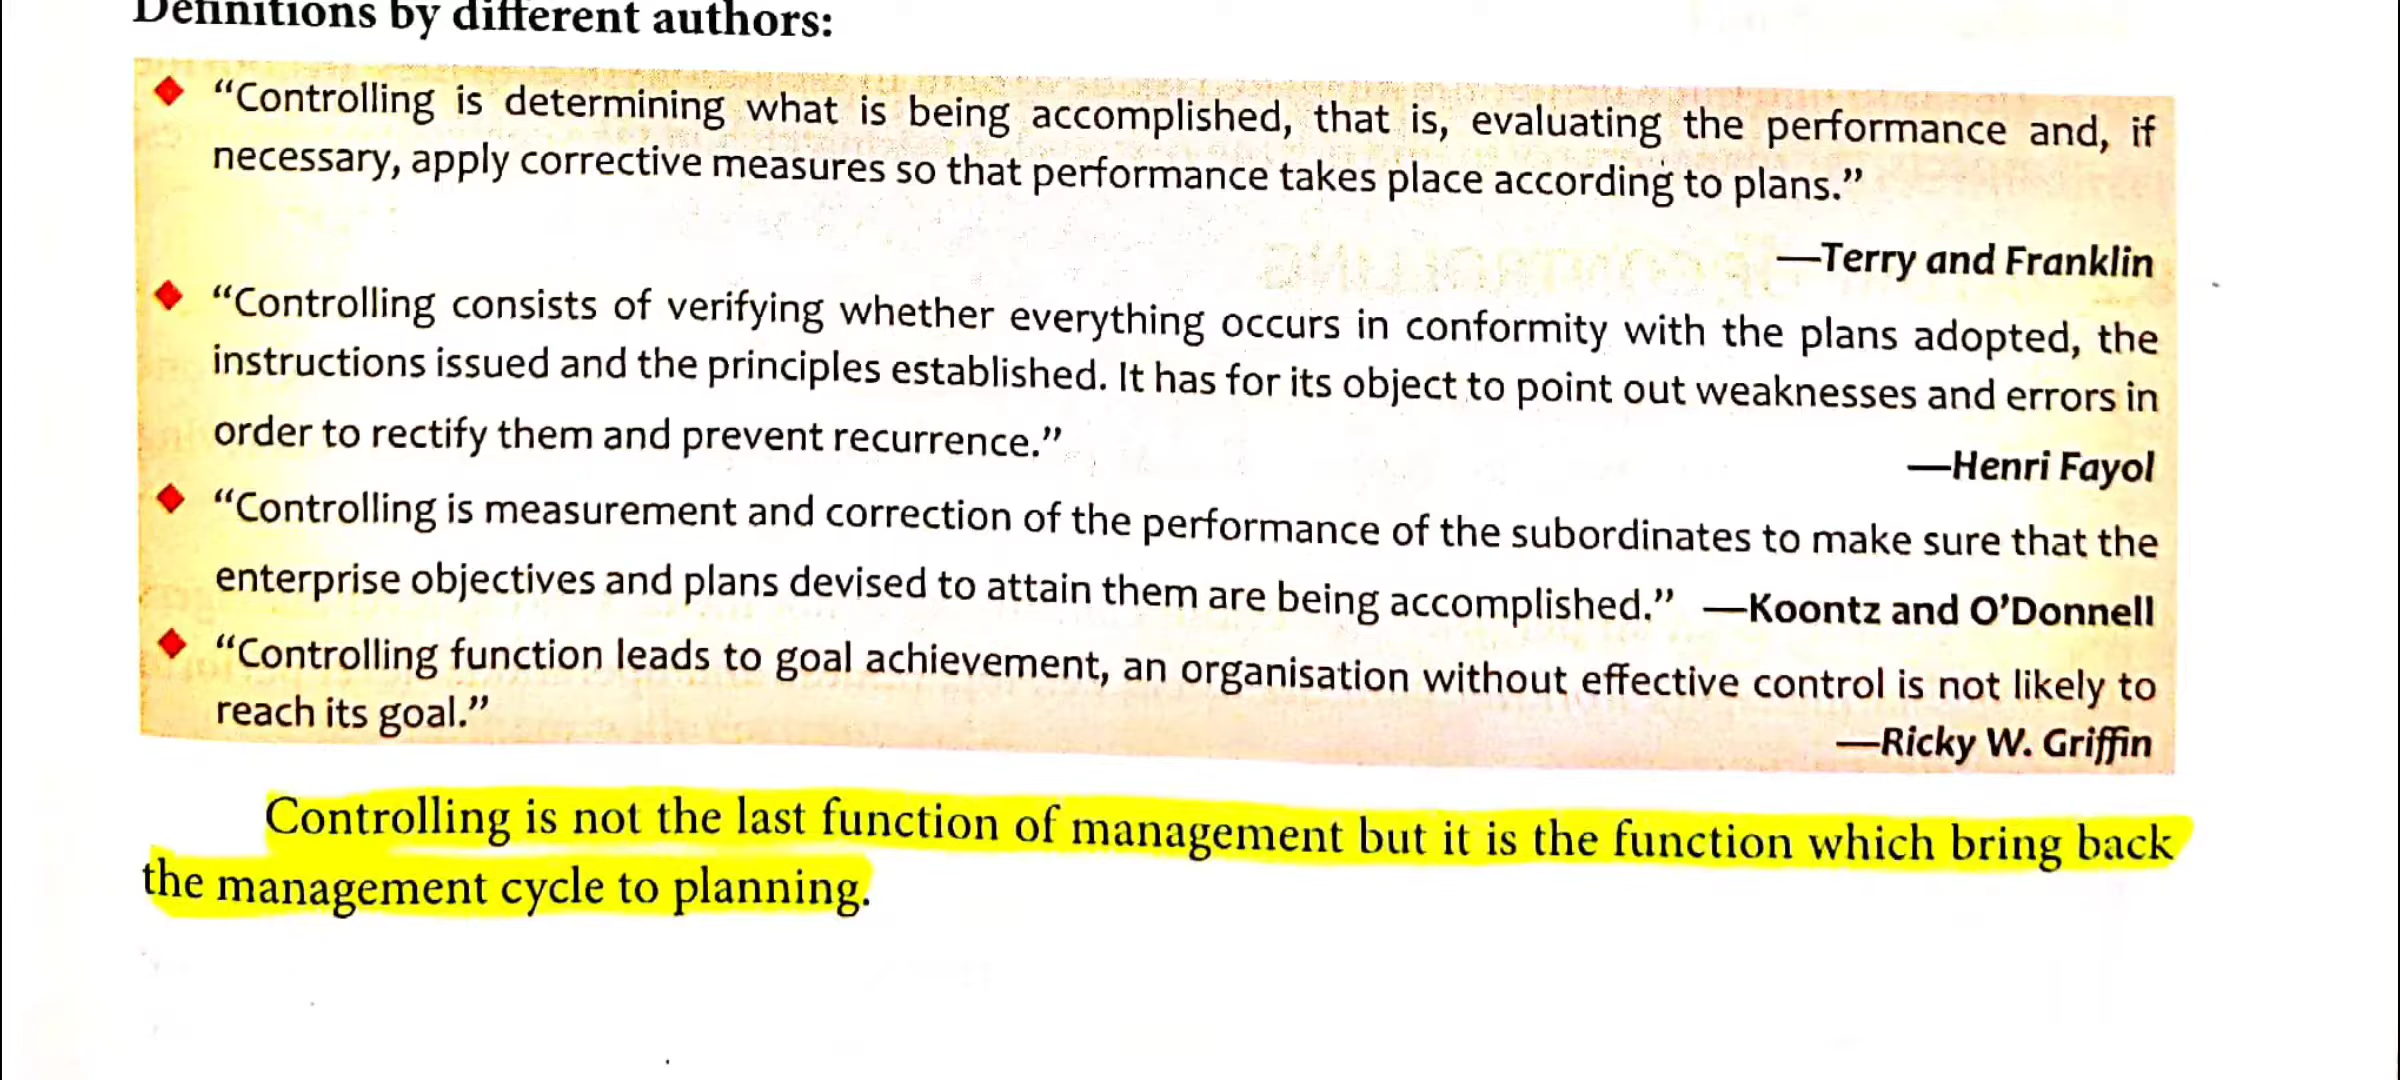 Definitions by different authors:
“Controlling is determining what is being accomplished, that is, evaluating the performance and, if
necessary, apply corrective measures so that performance takes place according to plans.”
—Terry and Franklin
“Controlling consists of verifying whether everything occurs in conformity with the plans adopted, the
instructions issued and the principles established. It has for its object to point out weaknesses and errors in
order to rectify them and prevent recurrence.”
—Henri Fayol
“Controlling is measurement and correction of the performance of the subordinates to make sure that the
enterprise objectives and plans devised to attain them are being accomplished.” —Koontz and O’Donnell
“Controlling function leads to goal achievement, an organisation without effective control is not likely to
reach its goal.”
—Ricky W. Griffin
Controlling is not the last function of management but it is the function which bring back
the management cycle to planning.